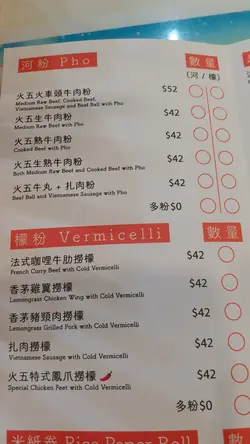 河粉 Pho
數量
(河 / 檬)
火五火車頭牛肉粉 $52
Medium Raw Beef, Cooked Beef,
Vietnamese Sausage and Beef Ball with Pho
火五生牛肉粉 $42
Medium Raw Beef with Pho
火五熟牛肉粉 $42
Cooked Beef with Pho
火五生熟牛肉粉 $42
Both Medium Raw Beef and Cooked Beef with Pho
火五牛丸 + 扎肉粉 $42
Beef Ball and Vietnamese Sausage with Pho
多粉$0
檬粉 Vermicelli
數量
法式咖喱牛肋撈檬 $42
French Curry Beef with Cold Vermicelli
香茅雞翼撈檬 $42
Lemongrass Chicken Wing with Cold Vermicelli
香茅豬頸肉撈檬 $42
Lemongrass Grilled Pork with Cold Vermicelli
扎肉撈檬 $42
Vietnamese Sausage with Cold Vermicelli
火五特式鳳爪撈檬 $42
Special Chicken Feet with Cold Vermicelli
多粉$0
米紙卷 Rice Paper Roll